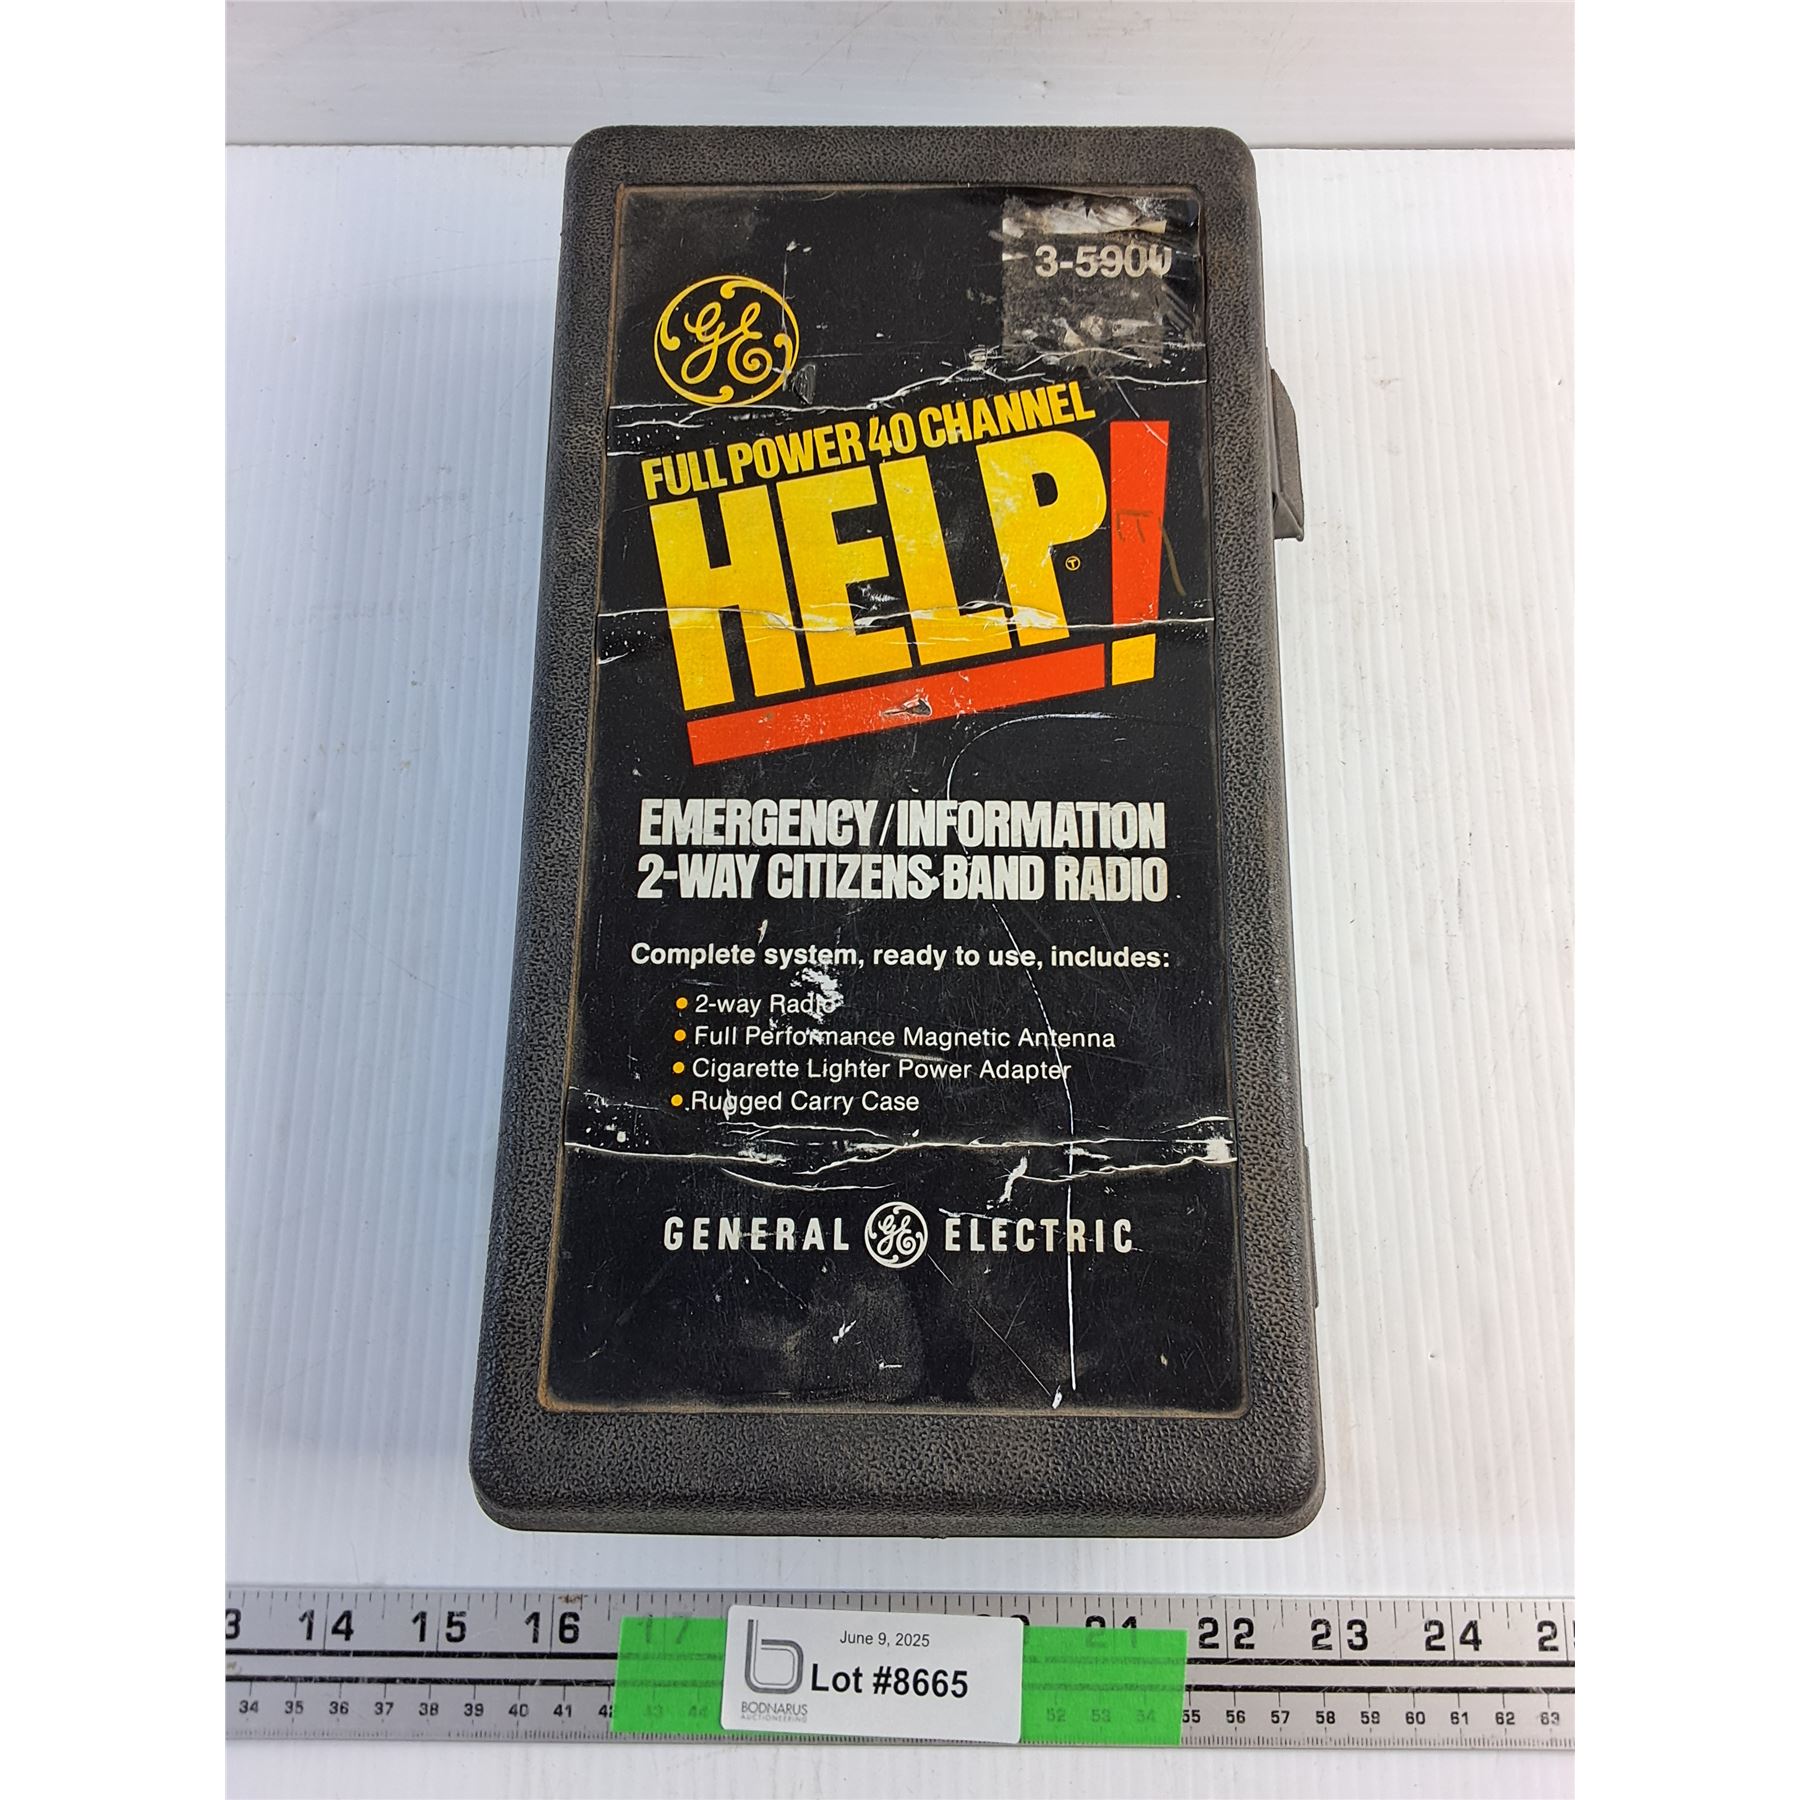 3-5900
GE
FULL POWER 40 CHANNEL
HELP!
EMERGENCY/INFORMATION
2-WAY CITIZENS BAND RADIO
Complete system, ready to use, includes:
• 2-way Radio
• Full Performance Magnetic Antenna
• Cigarette Lighter Power Adapter
• Rugged Carry Case
GENERAL GE ELECTRIC
14 15 16 17 21 22 23 24
June 9, 2025
Lot #8665
BODNARUS
AUCTIONEERING
34 35 36 37 38 39 40 41 43 44 52 53 54 55 56 57 58 59 60 61 62 63